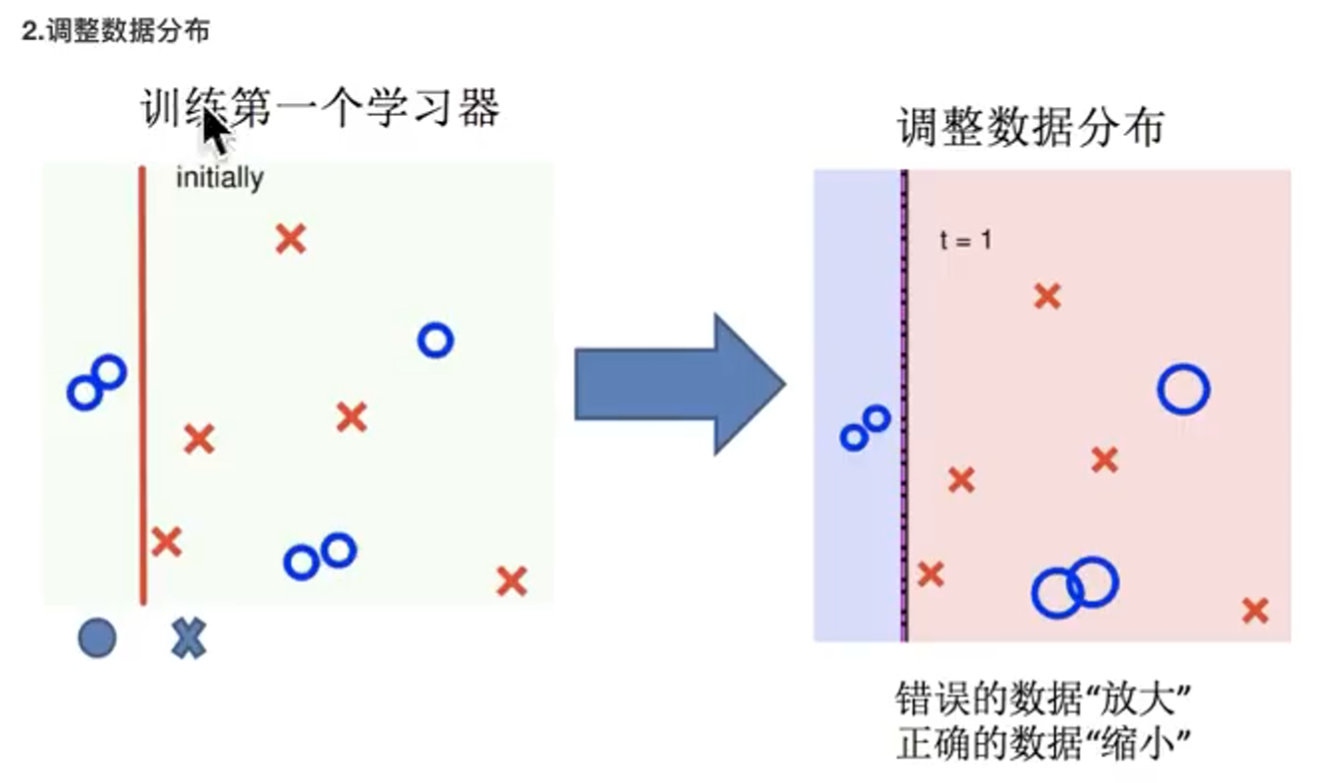 2.调整数据分布
训练第一个学习器
initially
调整数据分布
t = 1
错误的数据“放大”
正确的数据“缩小”